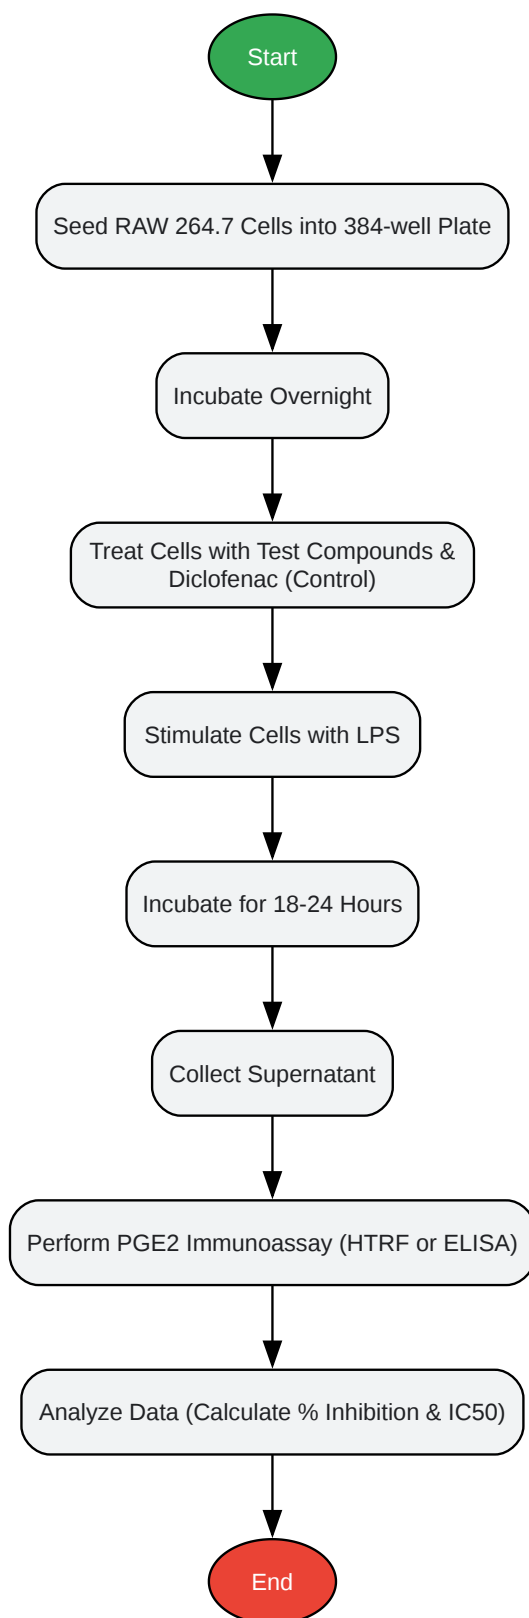 Start
Seed RAW 264.7 Cells into 384-well Plate
Incubate Overnight
Treat Cells with Test Compounds &
Diclofenac (Control)
Stimulate Cells with LPS
Incubate for 18-24 Hours
Collect Supernatant
Perform PGE2 Immunoassay (HTRF or ELISA)
Analyze Data (Calculate % Inhibition & IC50)
End